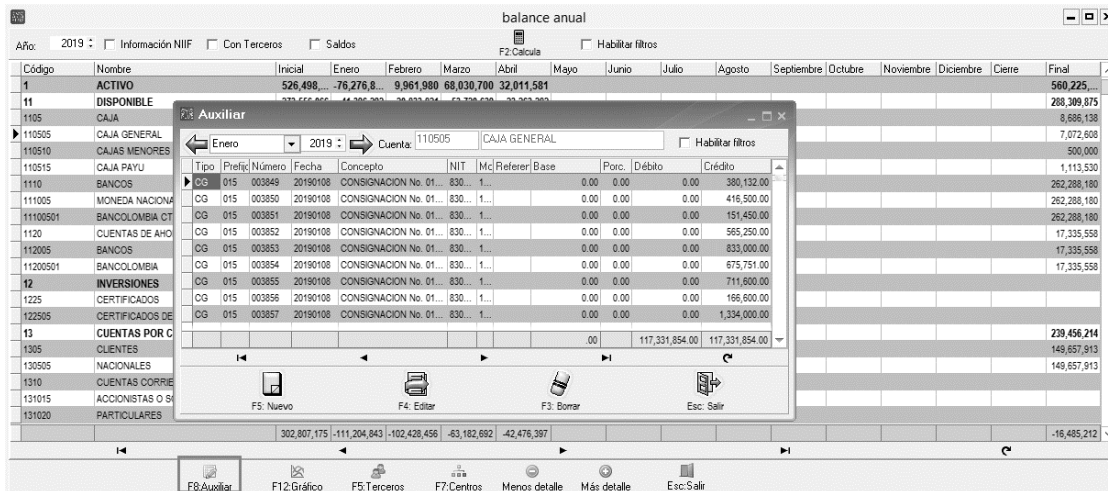 balance anual
Año: 2019 Información NIIF Con Terceros Saldos F2:Calcula Habilitar filtros
Código Nombre Inicial Enero Febrero Marzo Abril Mayo Junio Julio Agosto Septiembre Octubre Noviembre Diciembre Cierre Final
1 ACTIVO 526,498,... -76,276,8... 9,961,980 68,030,700 32,011,581 560,225,...
11 DISPONIBLE 288,309,875
1105 CAJA 8,686,138
110505 CAJA GENERAL 7,072,608
110510 CAJAS MENORES 500,000
110515 CAJA PAYU 1,113,530
1110 BANCOS 262,288,180
111005 MONEDA NACIONA 262,288,180
11100501 BANCOLOMBIA CT 262,288,180
1120 CUENTAS DE AHO 17,335,558
112005 BANCOS 17,335,558
11200501 BANCOLOMBIA 17,335,558
12 INVERSIONES
1225 CERTIFICADOS
122505 CERTIFICADOS DE
13 CUENTAS POR C 239,456,214
1305 CLIENTES 149,657,913
130505 NACIONALES 149,657,913
1310 CUENTAS CORRIE
131015 ACCIONISTAS O SO
131020 PARTICULARES
302,807,175 -111,204,843 -102,428,456 -63,182,692 -42,476,397 -16,485,212
F8:Auxiliar F12:Gráfico F5:Terceros F7:Centros Menos detalle Más detalle Esc:Salir
Auxiliar
Enero 2019 Cuenta: 110505 CAJA GENERAL Habilitar filtros
Tipo Prefijo Número Fecha Concepto NIT Mo Referen Base Porc. Débito Crédito
CG 015 003849 20190108 CONSIGNACION No. 01... 830... 1... 0.00 0.00 0.00 380,132.00
CG 015 003850 20190108 CONSIGNACION No. 01... 830... 1... 0.00 0.00 0.00 416,500.00
CG 015 003851 20190108 CONSIGNACION No. 01... 830... 1... 0.00 0.00 0.00 151,450.00
CG 015 003852 20190108 CONSIGNACION No. 01... 830... 1... 0.00 0.00 0.00 565,250.00
CG 015 003853 20190108 CONSIGNACION No. 01... 830... 1... 0.00 0.00 0.00 833,000.00
CG 015 003854 20190108 CONSIGNACION No. 01... 830... 1... 0.00 0.00 0.00 675,751.00
CG 015 003855 20190108 CONSIGNACION No. 01... 830... 1... 0.00 0.00 0.00 711,600.00
CG 015 003856 20190108 CONSIGNACION No. 01... 830... 1... 0.00 0.00 0.00 166,600.00
CG 015 003857 20190108 CONSIGNACION No. 01... 830... 1... 0.00 0.00 0.00 1,334,000.00
.00 117,331,854.00 117,331,854.00
F5: Nuevo F4: Editar F3: Borrar Esc: Salir